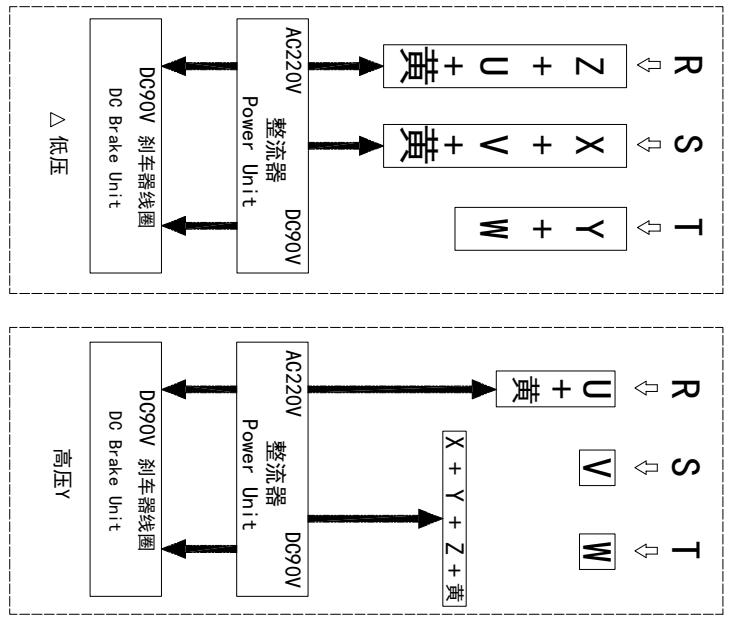 R S T
Z + U + 黄
X + V + 黄
Y + W
AC220V DC90V
整流器
Power Unit
DC90V 刹车器线圈
DC Brake Unit
△ 低压
R S T
U + 黄
V
W
X + Y + Z + 黄
AC220V DC90V
整流器
Power Unit
DC90V 刹车器线圈
DC Brake Unit
高压Y